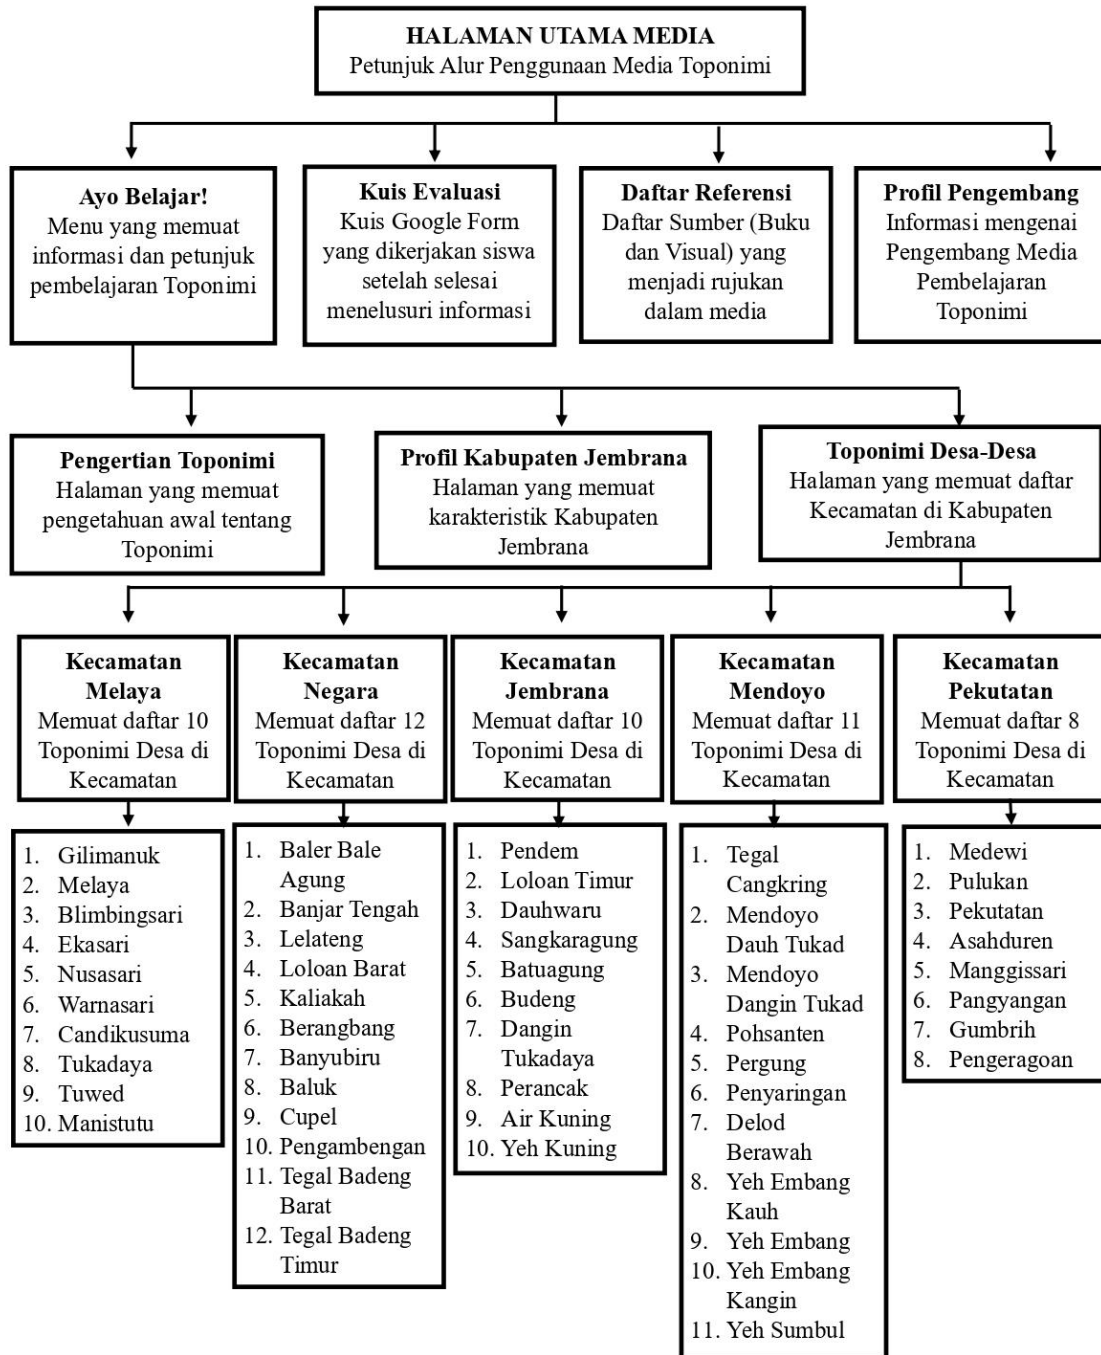 HALAMAN UTAMA MEDIA
Petunjuk Alur Penggunaan Media Toponimi
Ayo Belajar!
Menu yang memuat
informasi dan petunjuk
pembelajaran Toponimi
Kuis Evaluasi
Kuis Google Form
yang dikerjakan siswa
setelah selesai
menelusuri informasi
Daftar Referensi
Daftar Sumber (Buku
dan Visual) yang
menjadi rujukan
dalam media
Profil Pengembang
Informasi mengenai
Pengembang Media
Pembelajaran
Toponimi
Pengertian Toponimi
Halaman yang memuat
pengetahuan awal tentang
Toponimi
Profil Kabupaten Jembrana
Halaman yang memuat
karakteristik Kabupaten
Jembrana
Toponimi Desa-Desa
Halaman yang memuat daftar
Kecamatan di Kabupaten
Jembrana
Kecamatan
Melaya
Memuat daftar 10
Toponimi Desa di
Kecamatan
Kecamatan
Negara
Memuat daftar 12
Toponimi Desa di
Kecamatan
Kecamatan
Jembrana
Memuat daftar 10
Toponimi Desa di
Kecamatan
Kecamatan
Mendoyo
Memuat daftar 11
Toponimi Desa di
Kecamatan
Kecamatan
Pekutatan
Memuat daftar 8
Toponimi Desa di
Kecamatan
1. Gilimanuk
2. Melaya
3. Blimbingsari
4. Ekasari
5. Nusasari
6. Warnasari
7. Candikusuma
8. Tukadaya
9. Tuwed
10. Manistutu
1. Baler Bale
Agung
2. Banjar Tengah
3. Lelateng
4. Loloan Barat
5. Kaliakah
6. Berangbang
7. Banyubiru
8. Baluk
9. Cupel
10. Pengambengan
11. Tegal Badeng
Barat
12. Tegal Badeng
Timur
1. Pendem
2. Loloan Timur
3. Dauhwaru
4. Sangkaragung
5. Batuagung
6. Budeng
7. Dangin
Tukadaya
8. Perancak
9. Air Kuning
10. Yeh Kuning
1. Tegal
Cangkring
2. Mendoyo
Dauh Tukad
3. Mendoyo
Dangin Tukad
4. Pohsanten
5. Pergung
6. Penyaringan
7. Delod
Berawah
8. Yeh Embang
Kauh
9. Yeh Embang
10. Yeh Embang
Kangin
11. Yeh Sumbul
1. Medewi
2. Pulukan
3. Pekutatan
4. Asahduren
5. Manggissari
6. Pangyangan
7. Gumbrih
8. Pengeragoan